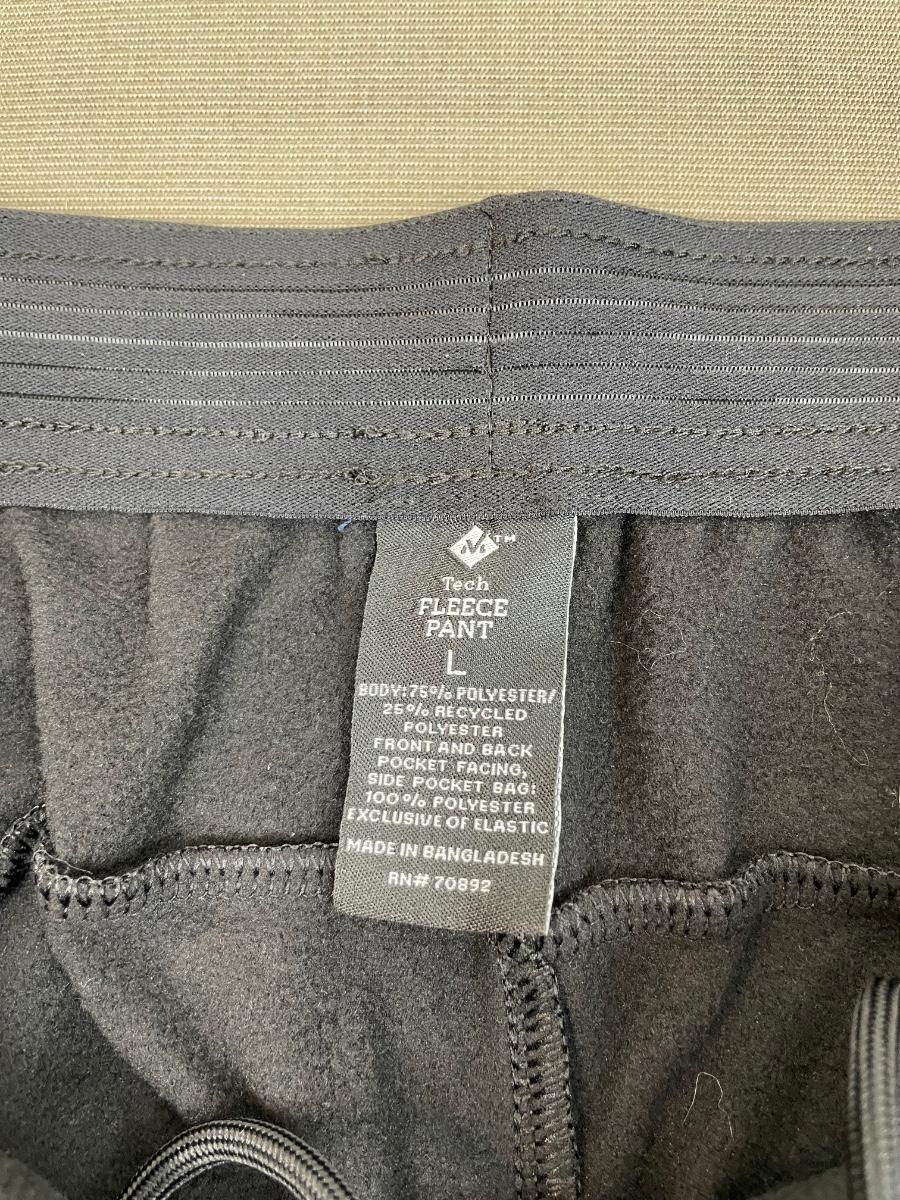 M™
Tech
FLEECE
PANT
L
BODY:75% POLYESTER/
25% RECYCLED
POLYESTER
FRONT AND BACK
POCKET FACING,
SIDE POCKET BAG:
100% POLYESTER
EXCLUSIVE OF ELASTIC
MADE IN BANGLADESH
RN# 70892